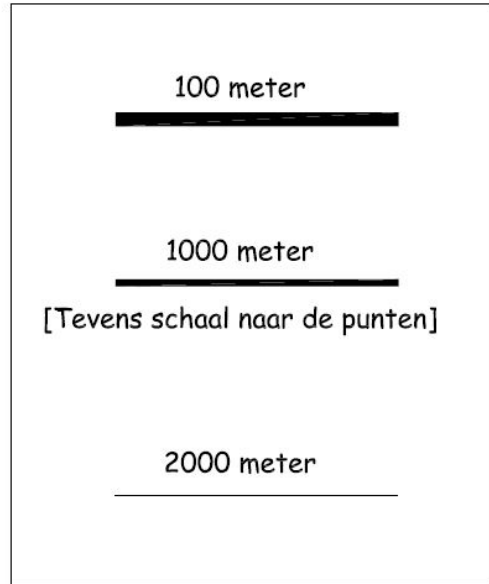 100 meter
1000 meter
[Tevens schaal naar de punten]
2000 meter